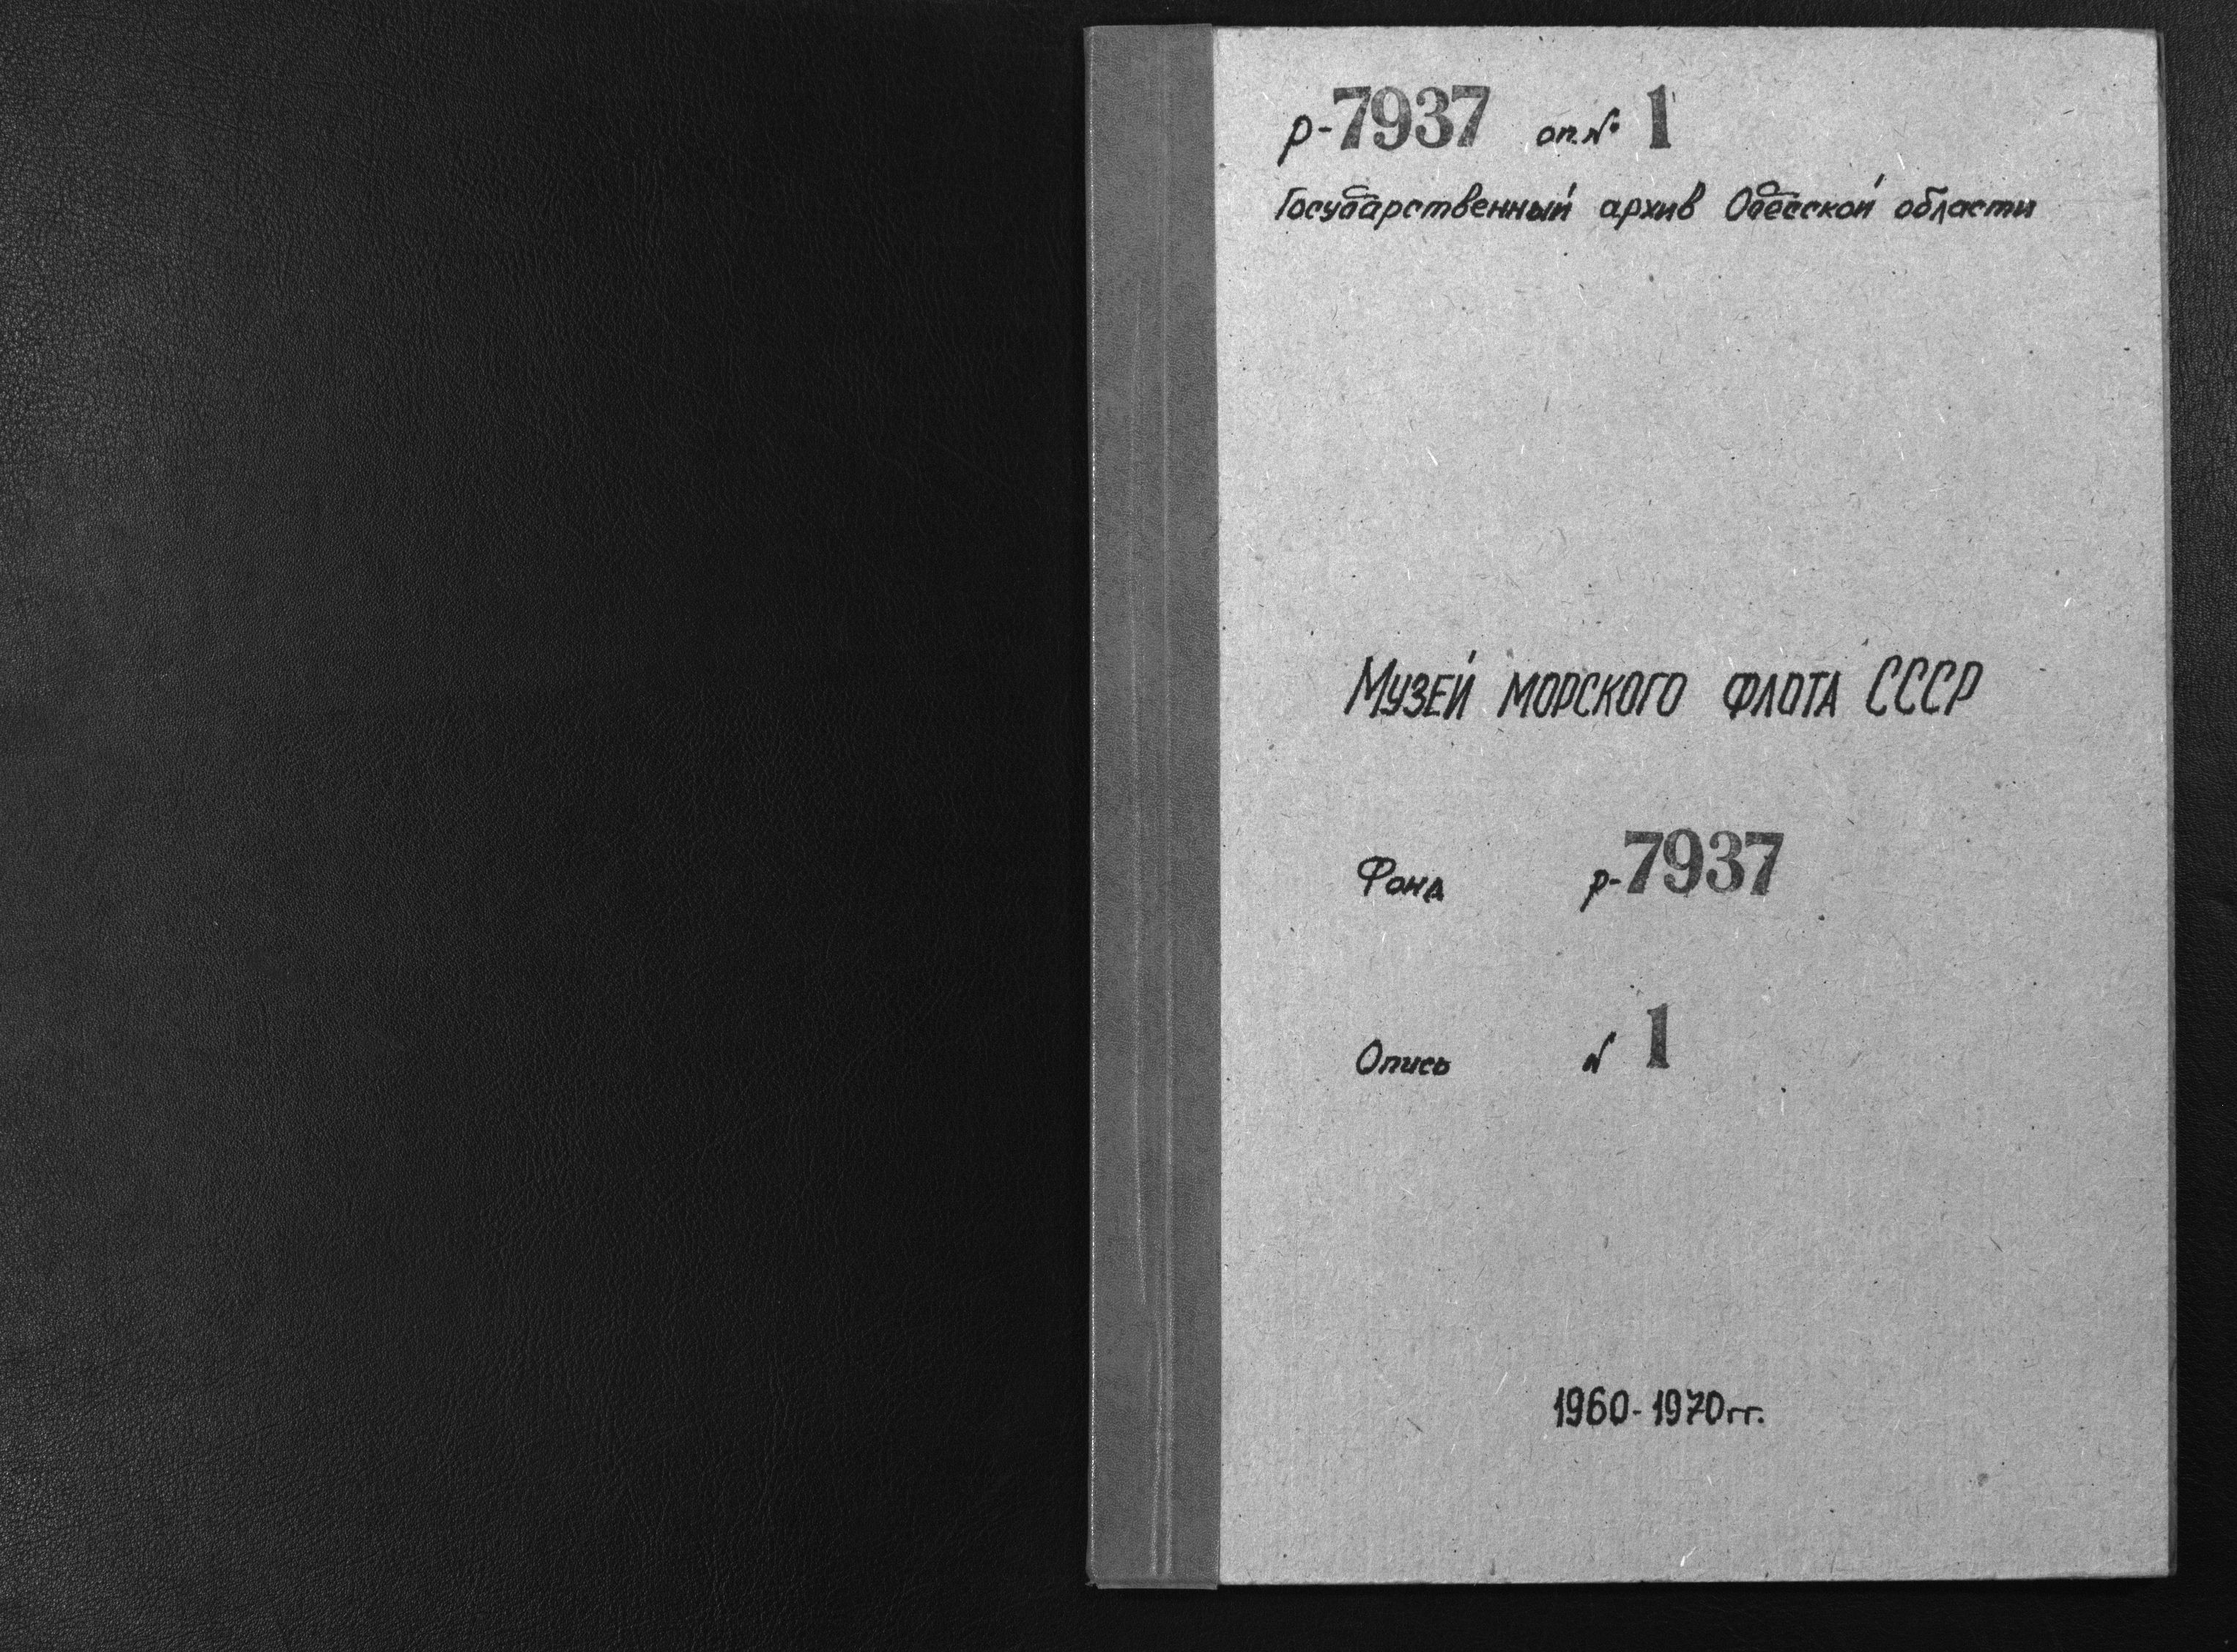 р-7937 оп.№ 1
Государственный архив Одесской области
Музей морского флота СССР
Фонд р-7937
Опись № 1
1960-1970гг.